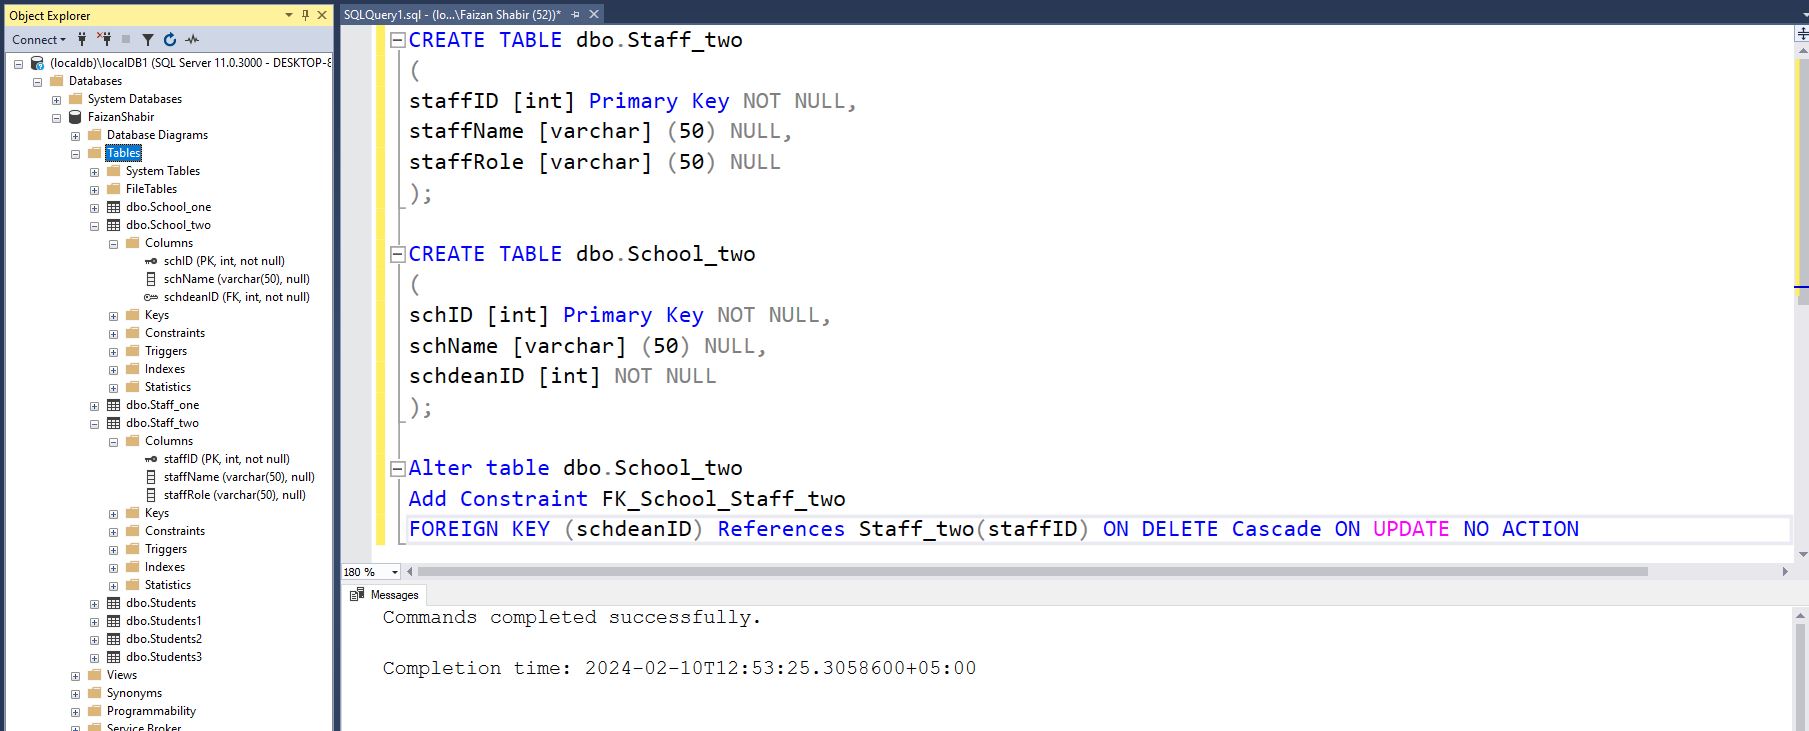 Object Explorer
Connect
(localdb)\localDB1 (SQL Server 11.0.3000 - DESKTOP-8
Databases
System Databases
FaizanShabir
Database Diagrams
Tables
System Tables
FileTables
dbo.School_one
dbo.School_two
Columns
schID (PK, int, not null)
schName (varchar(50), null)
schdeanID (FK, int, not null)
Keys
Constraints
Triggers
Indexes
Statistics
dbo.Staff_one
dbo.Staff_two
Columns
staffID (PK, int, not null)
staffName (varchar(50), null)
staffRole (varchar(50), null)
Keys
Constraints
Triggers
Indexes
Statistics
dbo.Students
dbo.Students1
dbo.Students2
dbo.Students3
Views
Synonyms
Programmability
Service Broker
SQLQuery1.sql - (lo...\Faizan Shabir (52))*
CREATE TABLE dbo.Staff_two
(
staffID [int] Primary Key NOT NULL,
staffName [varchar] (50) NULL,
staffRole [varchar] (50) NULL
);
CREATE TABLE dbo.School_two
(
schID [int] Primary Key NOT NULL,
schName [varchar] (50) NULL,
schdeanID [int] NOT NULL
);
Alter table dbo.School_two
Add Constraint FK_School_Staff_two
FOREIGN KEY (schdeanID) References Staff_two(staffID) ON DELETE Cascade ON UPDATE NO ACTION
180 %
Messages
Commands completed successfully.
Completion time: 2024-02-10T12:53:25.3058600+05:00